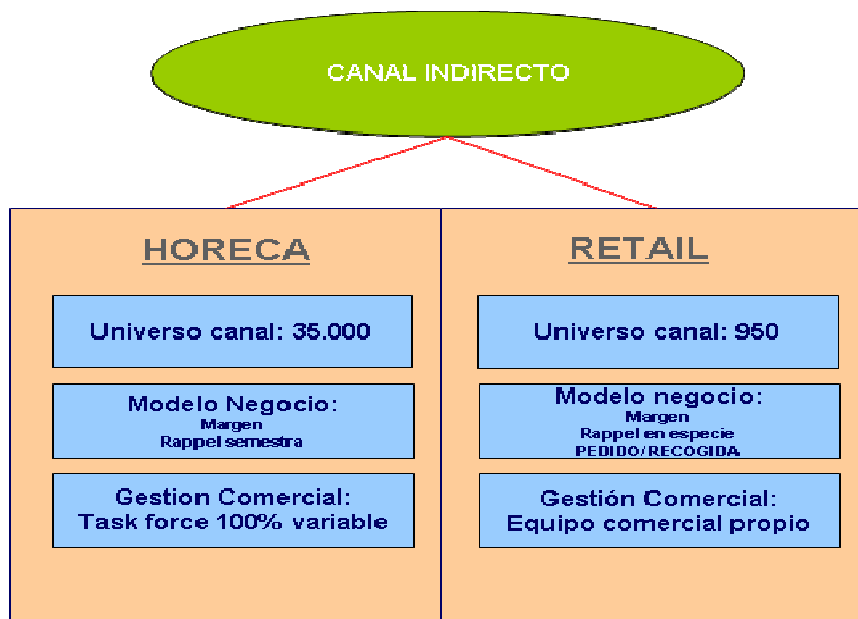 CANAL INDIRECTO
HORECA
Universo canal: 35.000
Modelo Negocio:
Margen
Rappel semestra
Gestion Comercial:
Task force 100% variable
RETAIL
Universo canal: 950
Modelo negocio:
Margen
Rappel en especie
PEDIDO/RECOGIDA
Gestión Comercial:
Equipo comercial propio